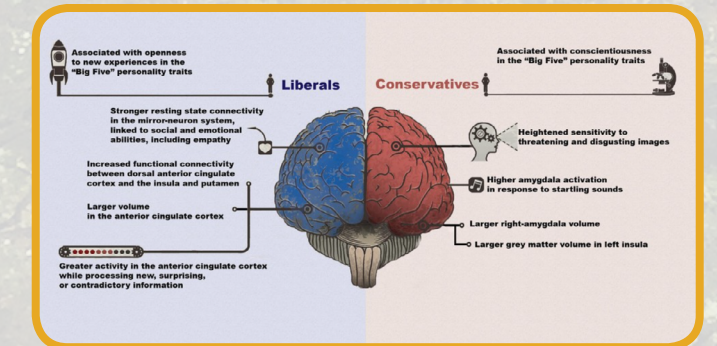 Associated with openness
to new experiences in the
"Big Five" personality traits
Liberals
Stronger resting state connectivity
in the mirror-neuron system,
linked to social and emotional
abilities, including empathy
Increased functional connectivity
between dorsal anterior cingulate
cortex and the insula and putamen
Larger volume
in the anterior cingulate cortex
Greater activity in the anterior cingulate cortex
while processing new, surprising,
or contradictory information
Associated with conscientiousness
in the "Big Five" personality traits
Conservatives
Heightened sensitivity to
threatening and disgusting images
Higher amygdala activation
in response to startling sounds
Larger right-amygdala volume
Larger grey matter volume in left insula